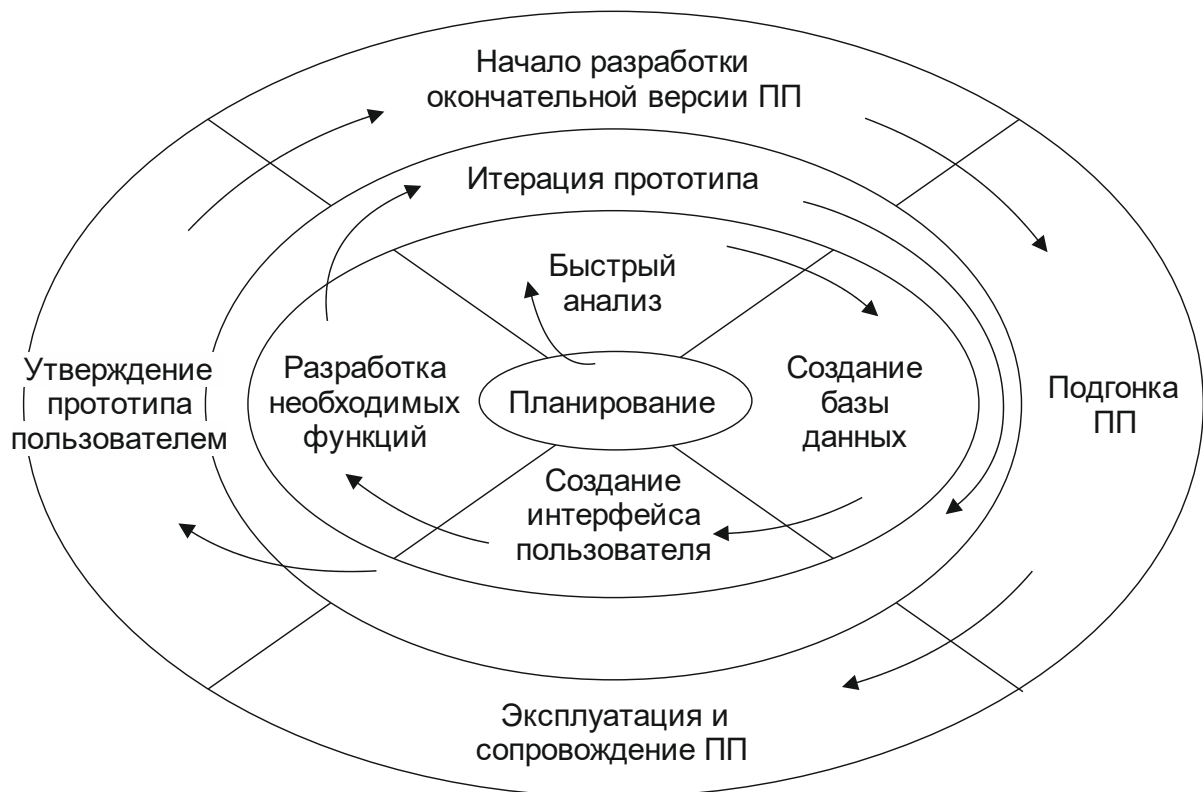 Начало разработки
окончательной версии ПП
Итерация прототипа
Быстрый
анализ
Утверждение
прототипа
пользователем
Разработка
необходимых
функций
Планирование
Создание
базы
данных
Подгонка
ПП
Создание
интерфейса
пользователя
Эксплуатация и
сопровождение ПП